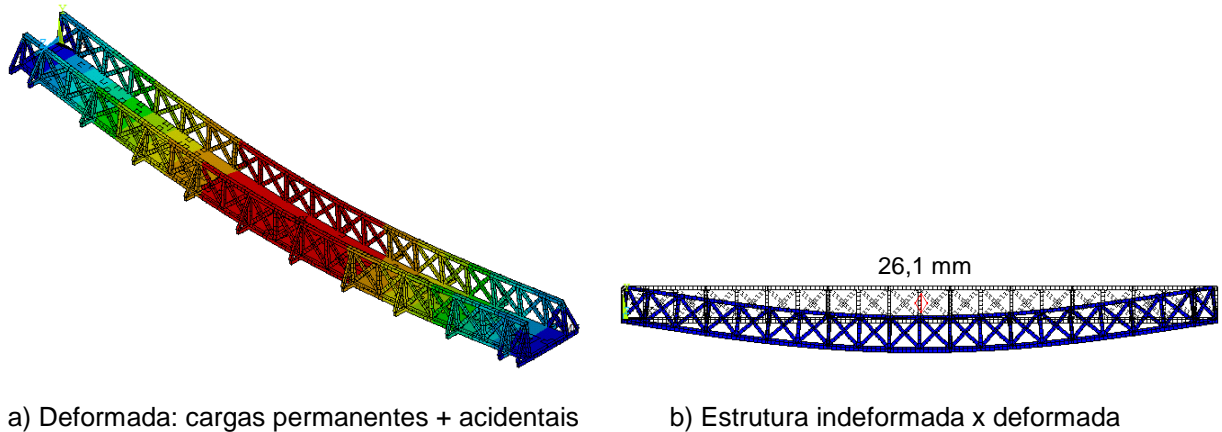 Y
26,1 mm
a) Deformada: cargas permanentes + acidentais
b) Estrutura indeformada x deformada